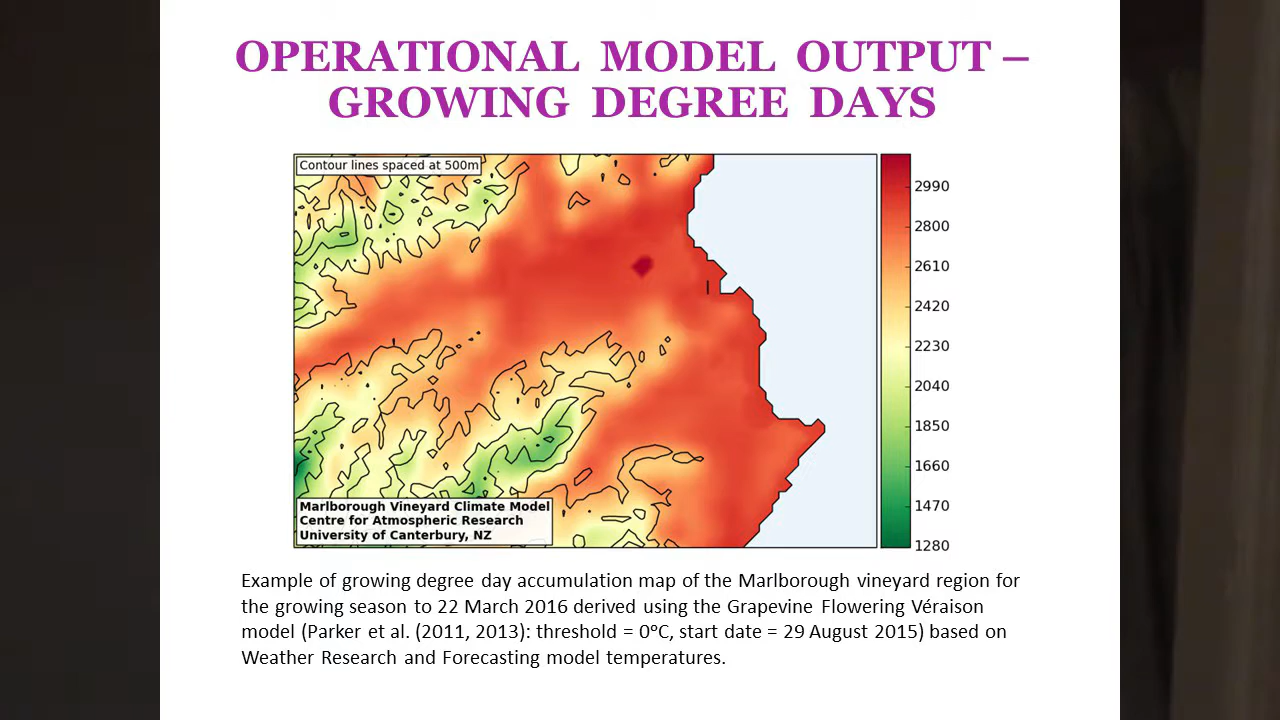 OPERATIONAL MODEL OUTPUT –
GROWING DEGREE DAYS
Contour lines spaced at 500m
2990
2800
2610
2420
2230
2040
1850
1660
1470
1280
Marlborough Vineyard Climate Model
Centre for Atmospheric Research
University of Canterbury, NZ
Example of growing degree day accumulation map of the Marlborough vineyard region for
the growing season to 22 March 2016 derived using the Grapevine Flowering Véraison
model (Parker et al. (2011, 2013): threshold = 0°C, start date = 29 August 2015) based on
Weather Research and Forecasting model temperatures.